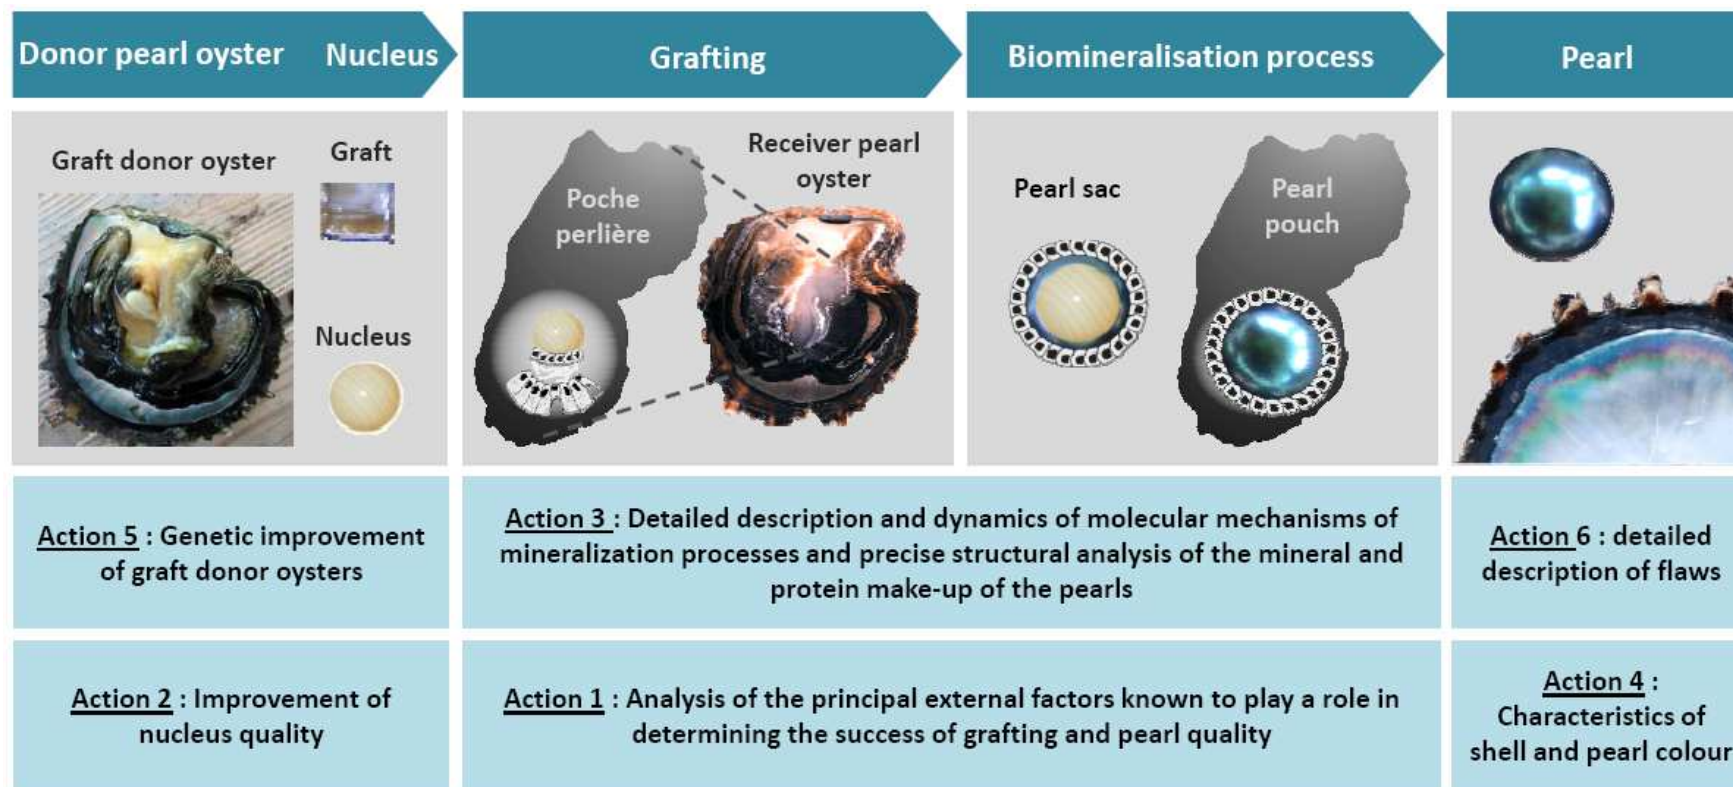 Donor pearl oyster Nucleus
Grafting
Biomineralisation process
Pearl
Graft donor oyster
Graft
Nucleus
Poche
perlière
Receiver pearl
oyster
Pearl sac
Pearl
pouch
Action 5 : Genetic improvement
of graft donor oysters
Action 3 : Detailed description and dynamics of molecular mechanisms of
mineralization processes and precise structural analysis of the mineral and
protein make-up of the pearls
Action 6 : detailed
description of flaws
Action 2 : Improvement of
nucleus quality
Action 1 : Analysis of the principal external factors known to play a role in
determining the success of grafting and pearl quality
Action 4 :
Characteristics of
shell and pearl colour